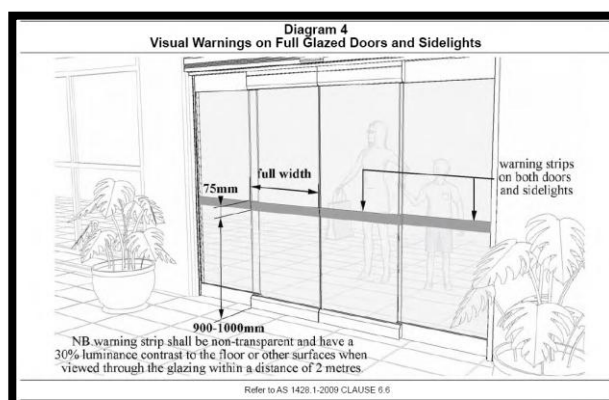 Diagram 4
Visual Warnings on Full Glazed Doors and Sidelights
full width
75mm
warning strips
on both doors
and sidelights
900-1000mm
NB warning strip shall be non-transparent and have a
30% luminance contrast to the floor or other surfaces when
viewed through the glazing within a distance of 2 metres.
Refer to AS 1428.1-2009 CLAUSE 6.6